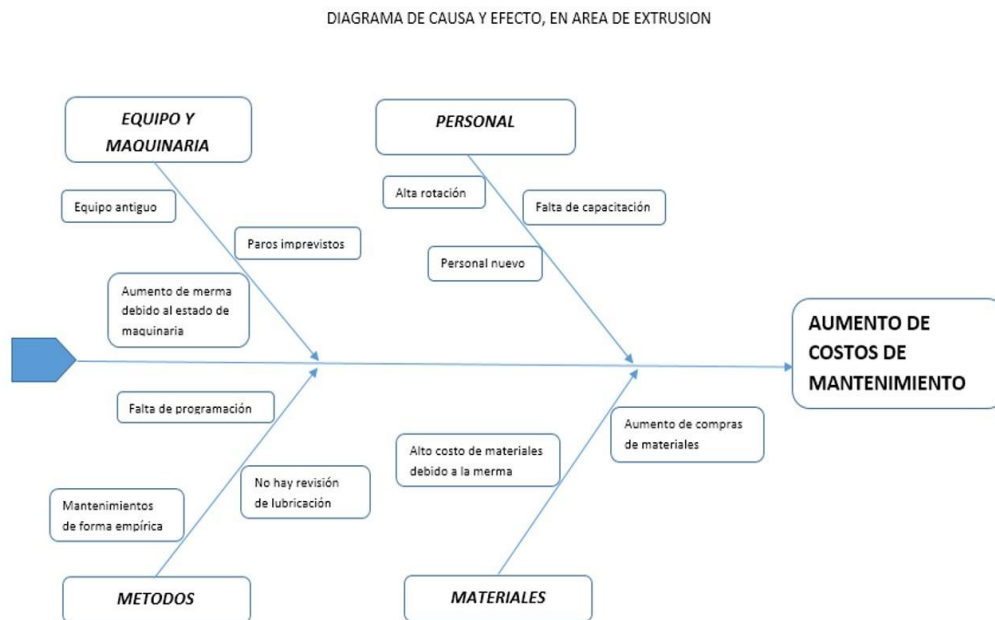 DIAGRAMA DE CAUSA Y EFECTO, EN AREA DE EXTRUSION
EQUIPO Y
MAQUINARIA
PERSONAL
Equipo antiguo
Alta rotación
Falta de capacitación
Paros imprevistos
Personal nuevo
Aumento de merma
debido al estado de
maquinaria
AUMENTO DE
COSTOS DE
MANTENIMIENTO
Falta de programación
Aumento de compras
de materiales
Alto costo de materiales
debido a la merma
No hay revisión
de lubricación
Mantenimientos
de forma empírica
METODOS
MATERIALES